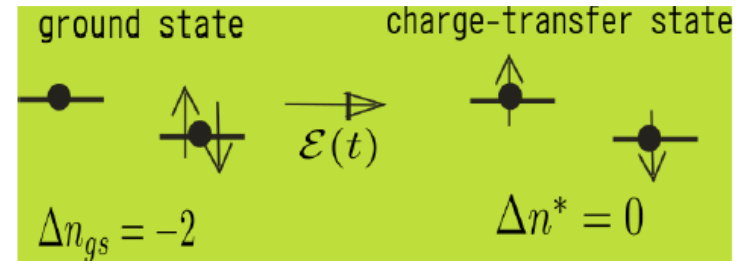 ground state
charge-transfer state
ℰ(t)
Δn_gs = −2
Δn* = 0